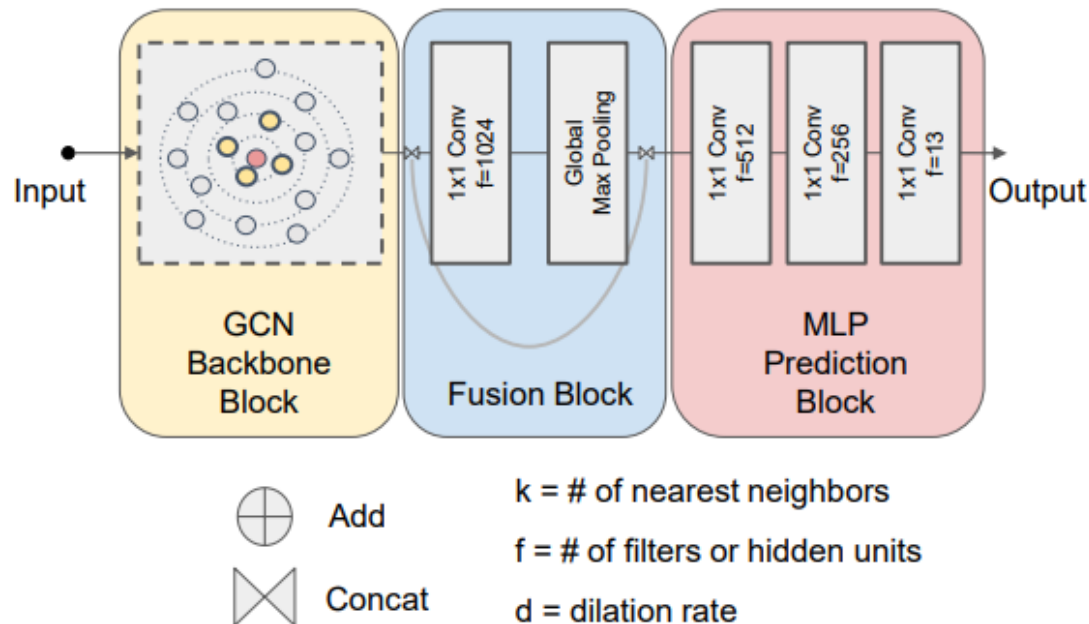 Input
1x1 Conv
f=1024
Global
Max Pooling
1x1 Conv
f=512
1x1 Conv
f=256
1x1 Conv
f=13
Output
GCN
Backbone
Block
Fusion Block
MLP
Prediction
Block
Add
Concat
k = # of nearest neighbors
f = # of filters or hidden units
d = dilation rate